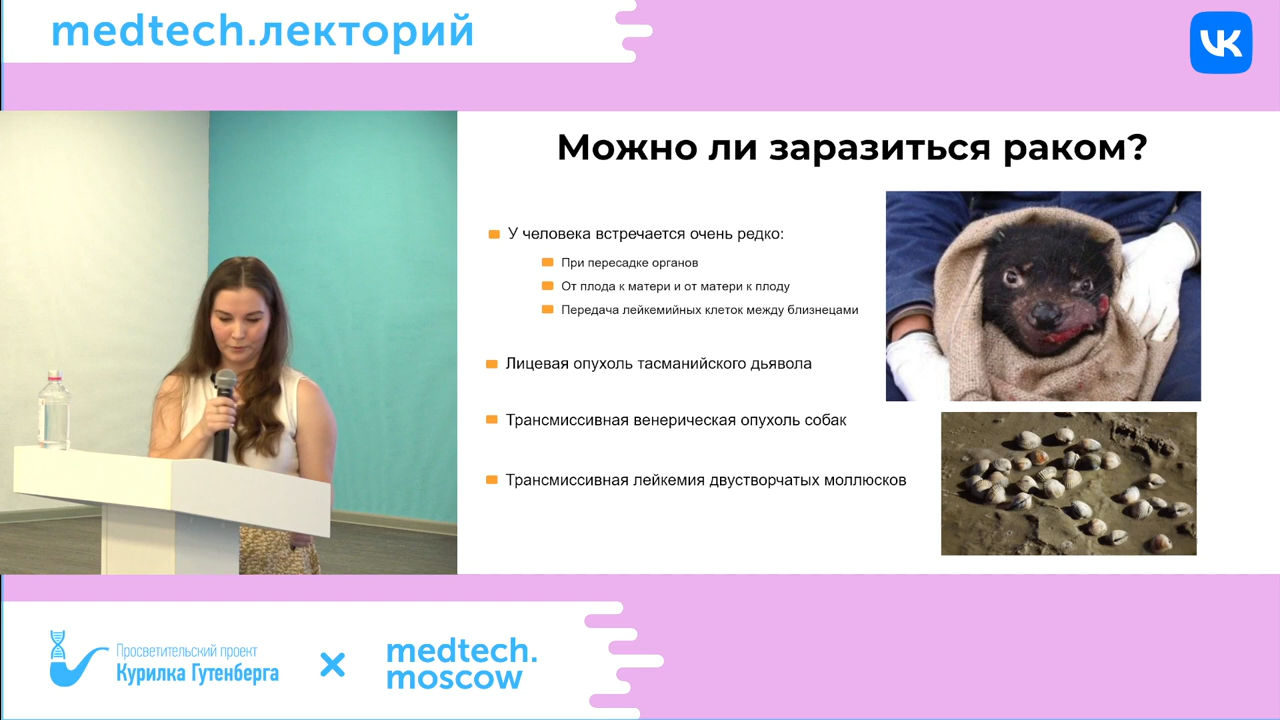 medtech.лекторий
VK
Можно ли заразиться раком?
У человека встречается очень редко:
При пересадке органов
От плода к матери и от матери к плоду
Передача лейкемийных клеток между близнецами
Лицевая опухоль тасманийского дьявола
Трансмиссивная венерическая опухоль собак
Трансмиссивная лейкемия двустворчатых моллюсков
Просветительский проект
Курилка Гутенберга
×
medtech.
moscow